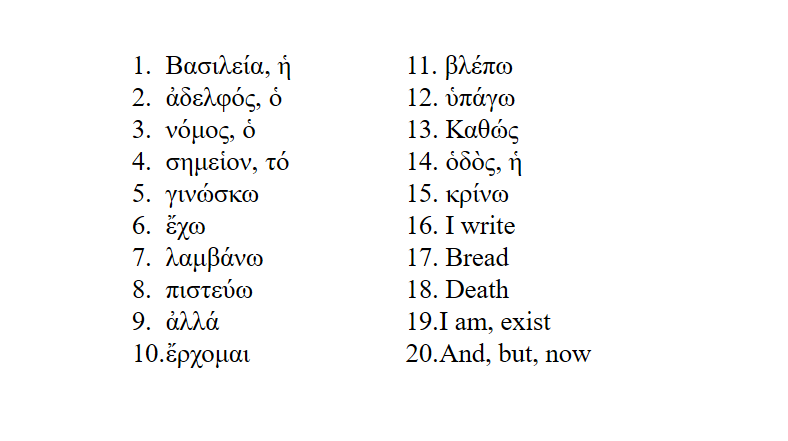 1. Βασιλεία, ἡ
2. ἀδελφός, ὁ
3. νόμος, ὁ
4. σημεἱον, τό
5. γινώσκω
6. ἔχω
7. λαμβάνω
8. πιστεύω
9. ἀλλά
10.ἔρχομαι
11. βλέπω
12. ὑπάγω
13. Καθώς
14. ὁδὸς, ἡ
15. κρίνω
16. I write
17. Bread
18. Death
19.I am, exist
20.And, but, now